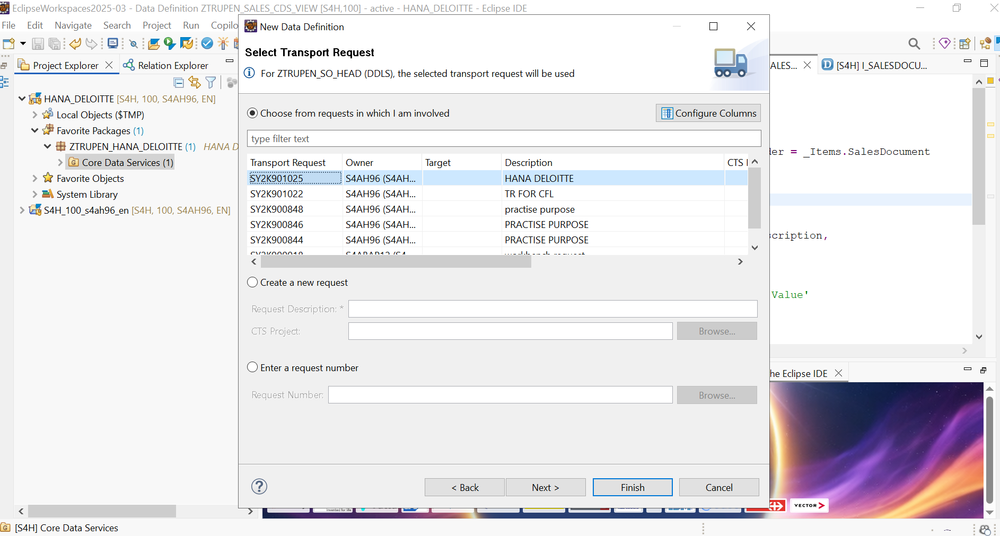 EclipseWorkspaces2025-03 - Data Definition ZTRUPEN_SALES_CDS_VIEW [S4H,100] - active - HANA_DELOITTE - Eclipse IDE
File Edit Navigate Search Project Run Copilo
New Data Definition
Select Transport Request
For ZTRUPEN_SO_HEAD (DDLS), the selected transport request will be used
Project Explorer
Relation Explorer
HANA_DELOITTE [S4H, 100, S4AH96, EN]
Local Objects ($TMP)
Favorite Packages (1)
ZTRUPEN_HANA_DELOITTE (1) HANA D
Core Data Services (1)
Favorite Objects
System Library
S4H_100_s4ah96_en [S4H, 100, S4AH96, EN]
Choose from requests in which I am involved
Configure Columns
type filter text
Transport Request Owner Target Description CTS
SY2K901025 S4AH96 (S4AH... HANA DELOITTE
SY2K901022 S4AH96 (S4AH... TR FOR CFL
SY2K900848 S4AH96 (S4AH... practise purpose
SY2K900846 S4AH96 (S4AH... PRACTISE PURPOSE
SY2K900844 S4AH96 (S4AH... PRACTISE PURPOSE
Create a new request
Request Description: *
CTS Project:
Browse...
Enter a request number
Request Number:
Browse...
< Back
Next >
Finish
Cancel
ALES...
[S4H] I_SALESDOCU...
der = _Items.SalesDocument
cription,
Value'
he Eclipse IDE
Invented for life
VECTOR
[S4H] Core Data Services